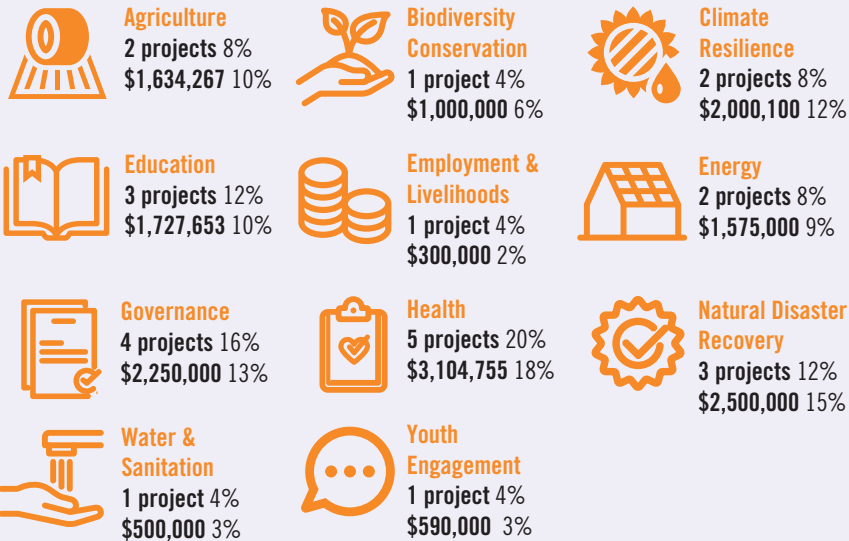 Agriculture
2 projects 8%
$1,634,267 10%
Biodiversity
Conservation
1 project 4%
$1,000,000 6%
Climate
Resilience
2 projects 8%
$2,000,100 12%
Education
3 projects 12%
$1,727,653 10%
Employment &
Livelihoods
1 project 4%
$300,000 2%
Energy
2 projects 8%
$1,575,000 9%
Governance
4 projects 16%
$2,250,000 13%
Health
5 projects 20%
$3,104,755 18%
Natural Disaster
Recovery
3 projects 12%
$2,500,000 15%
Water &
Sanitation
1 project 4%
$500,000 3%
Youth
Engagement
1 project 4%
$590,000 3%